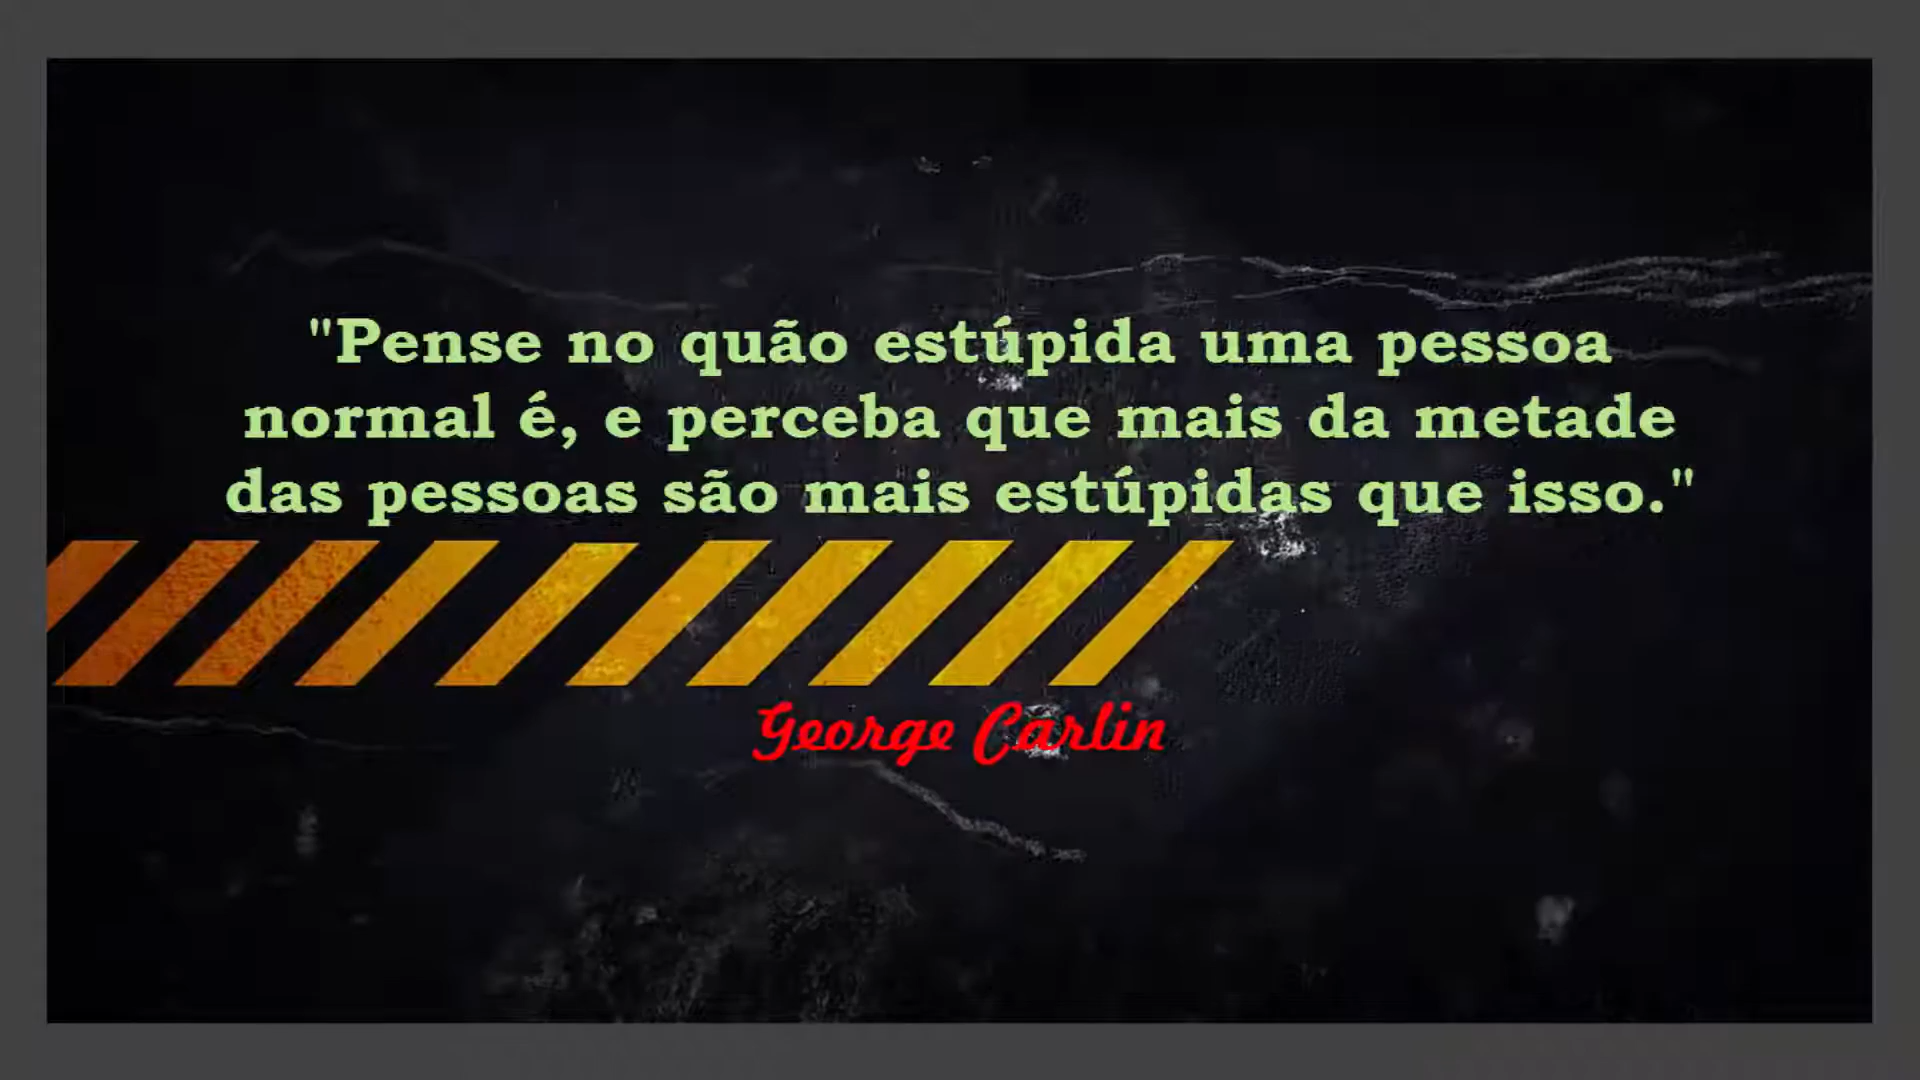 "Pense no quão estúpida uma pessoa
normal é, e perceba que mais da metade
das pessoas são mais estúpidas que isso."
George Carlin